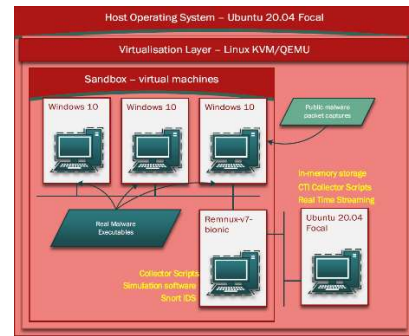 Host Operating System – Ubuntu 20.04 Focal
Virtualisation Layer – Linux KVM/QEMU
Sandbox – virtual machines
Windows 10
Windows 10
Windows 10
Public malware
packet captures
In-memory storage
CTI Collector Scripts
Real Time Streaming
Real Malware
Executables
Remnux-v7-
bionic
Ubuntu 20.04
Focal
Collector Scripts
Simulation software
Snort IDS